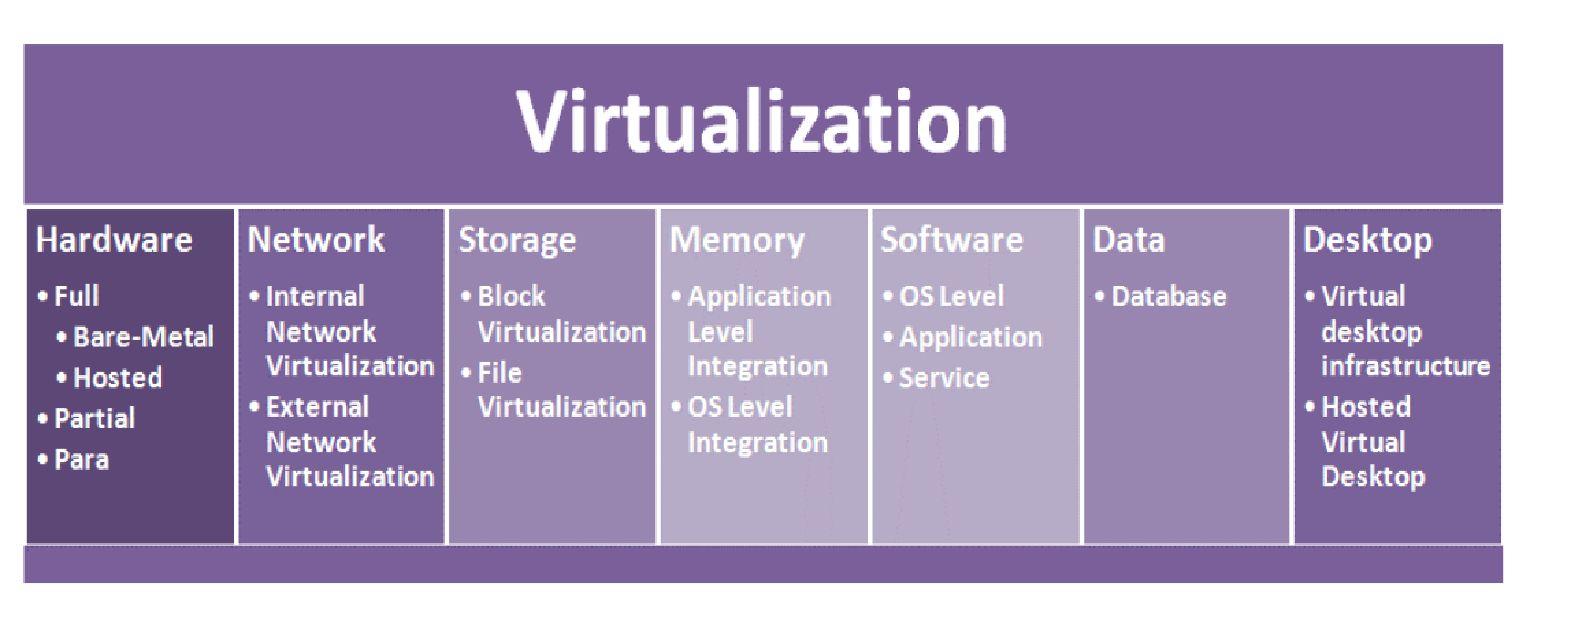 Virtualization
Hardware
• Full
• Bare-Metal
• Hosted
• Partial
• Para
Network
• Internal
Network
Virtualization
• External
Network
Virtualization
Storage
• Block
Virtualization
• File
Virtualization
Memory
• Application
Level
Integration
• OS Level
Integration
Software
• OS Level
• Application
• Service
Data
• Database
Desktop
• Virtual
desktop
infrastructure
• Hosted
Virtual
Desktop